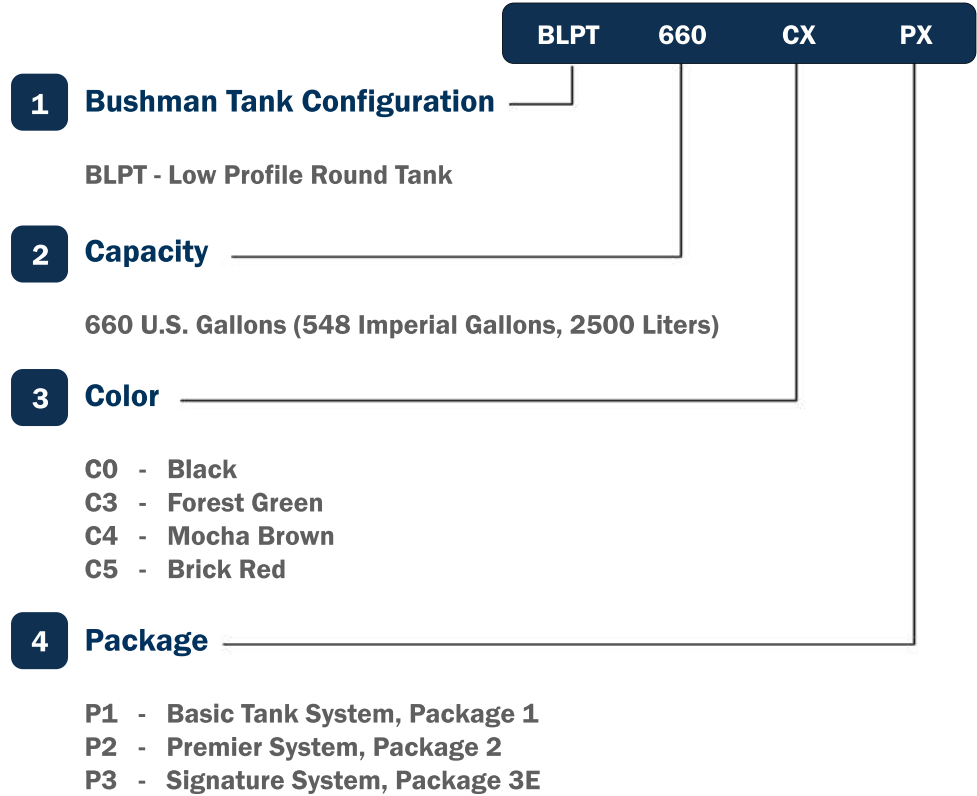 BLPT 660 CX PX
1 Bushman Tank Configuration
BLPT - Low Profile Round Tank
2 Capacity
660 U.S. Gallons (548 Imperial Gallons, 2500 Liters)
3 Color
C0 - Black
C3 - Forest Green
C4 - Mocha Brown
C5 - Brick Red
4 Package
P1 - Basic Tank System, Package 1
P2 - Premier System, Package 2
P3 - Signature System, Package 3E